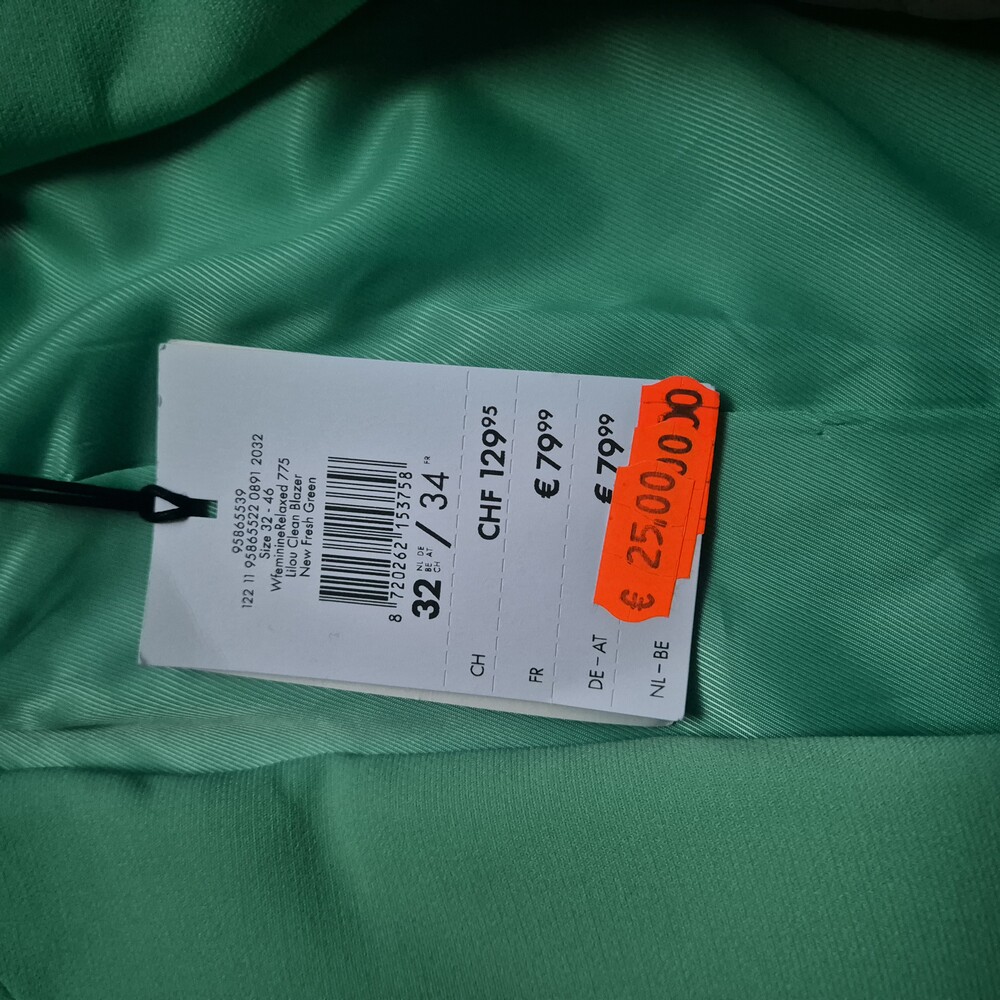 95865539
122 11 95865522 0891 2032
Size 32 - 46
WfeminineRelaxed 775
Lilou Clean Blazer
New Fresh Green
8 720262 153758
32 NL DE BE AT CH / 34 FR
CH CHF 129.95
FR € 79.99
DE – AT € 79.99
NL – BE
€ 25,00